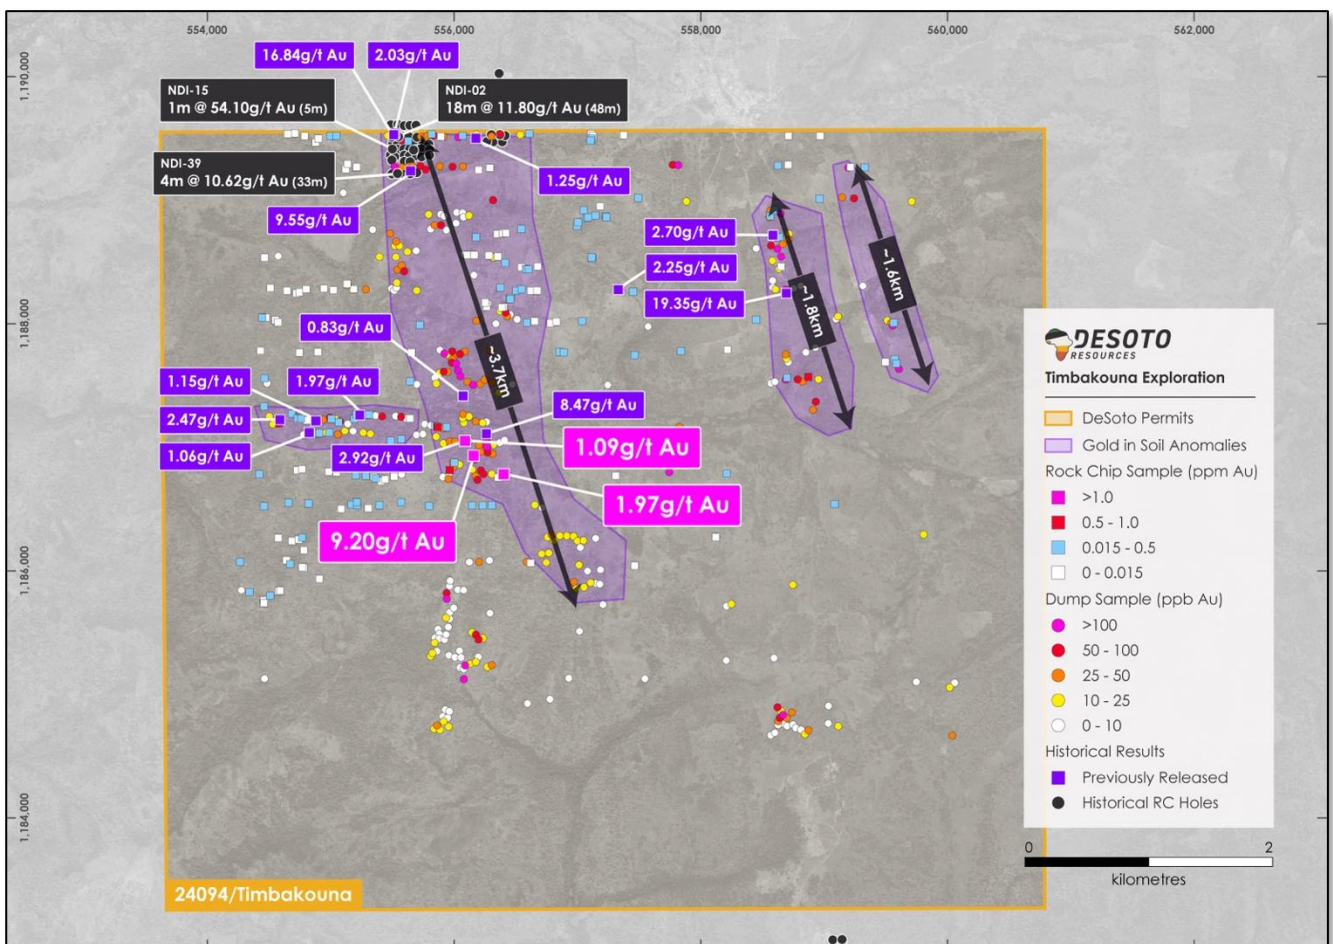 554,000
556,000
558,000
560,000
562,000
1,190,000
16.84g/t Au
2.03g/t Au
NDI-15
1m @ 54.10g/t Au (5m)
NDI-02
18m @ 11.80g/t Au (48m)
NDI-39
4m @ 10.62g/t Au (33m)
1.25g/t Au
9.55g/t Au
2.70g/t Au
2.25g/t Au
19.35g/t Au
~1.8km
~1.6km
1,188,000
0.83g/t Au
~3.7km
1.15g/t Au
1.97g/t Au
2.47g/t Au
8.47g/t Au
1.06g/t Au
2.92g/t Au
1.09g/t Au
1.97g/t Au
9.20g/t Au
1,186,000
1,184,000
24094/Timbakouna
DESOTO
RESOURCES
Timbakouna Exploration
DeSoto Permits
Gold in Soil Anomalies
Rock Chip Sample (ppm Au)
>1.0
0.5 - 1.0
0.015 - 0.5
0 - 0.015
Dump Sample (ppb Au)
>100
50 - 100
25 - 50
10 - 25
0 - 10
Historical Results
Previously Released
Historical RC Holes
0
2
kilometres